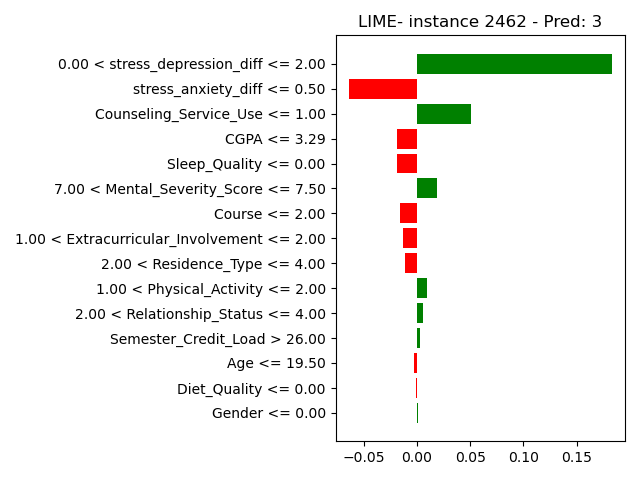 LIME- instance 2462 - Pred: 3
0.00 < stress_depression_diff <= 2.00
stress_anxiety_diff <= 0.50
Counseling_Service_Use <= 1.00
CGPA <= 3.29
Sleep_Quality <= 0.00
7.00 < Mental_Severity_Score <= 7.50
Course <= 2.00
1.00 < Extracurricular_Involvement <= 2.00
2.00 < Residence_Type <= 4.00
1.00 < Physical_Activity <= 2.00
2.00 < Relationship_Status <= 4.00
Semester_Credit_Load > 26.00
Age <= 19.50
Diet_Quality <= 0.00
Gender <= 0.00
−0.05 0.00 0.05 0.10 0.15